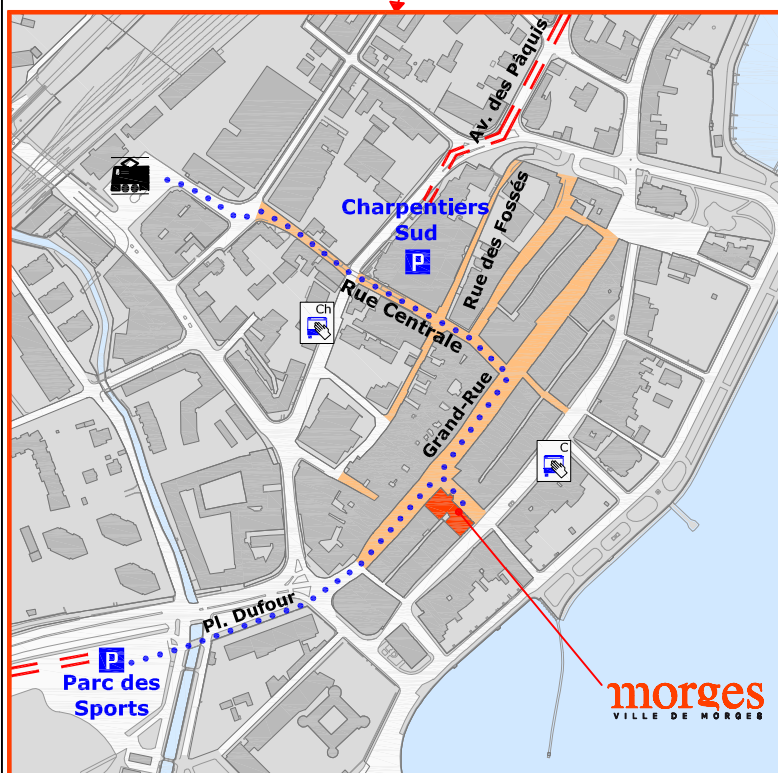 Av. des Pâquis
Charpentiers
Sud
P
Rue des Fossés
Ch
Rue Centrale
Grand-Rue
C
Pl. Dufour
P
Parc des
Sports
morges
VILLE DE MORGES